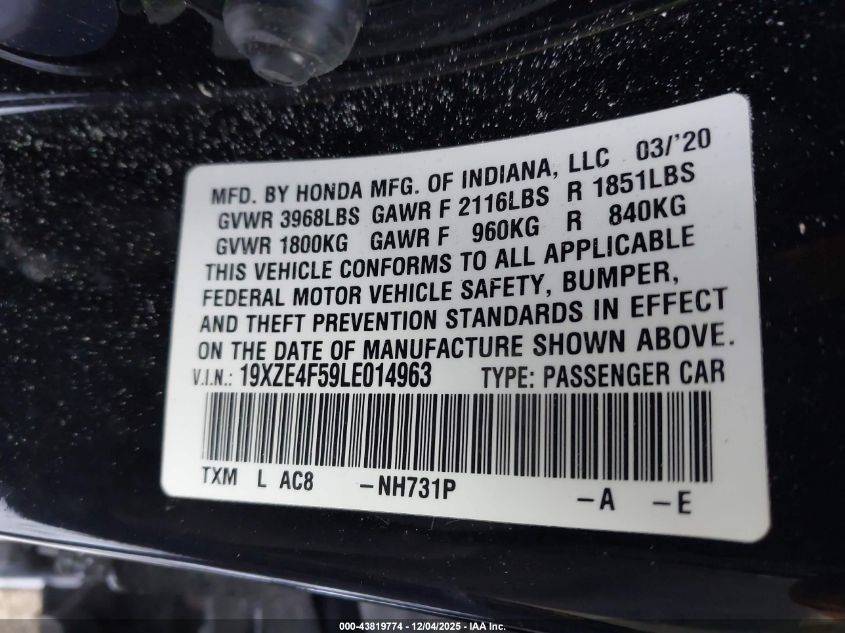 MFD. BY HONDA MFG. OF INDIANA, LLC 03/'20
GVWR 3968LBS GAWR F 2116LBS R 1851LBS
GVWR 1800KG GAWR F 960KG R 840KG
THIS VEHICLE CONFORMS TO ALL APPLICABLE
FEDERAL MOTOR VEHICLE SAFETY, BUMPER,
AND THEFT PREVENTION STANDARDS IN EFFECT
ON THE DATE OF MANUFACTURE SHOWN ABOVE.
V.I.N.: 19XZE4F59LE014963 TYPE: PASSENGER CAR
TXM L AC8 -NH731P -A -E
000-43819774 | 12/04/2025 - IAA Inc.